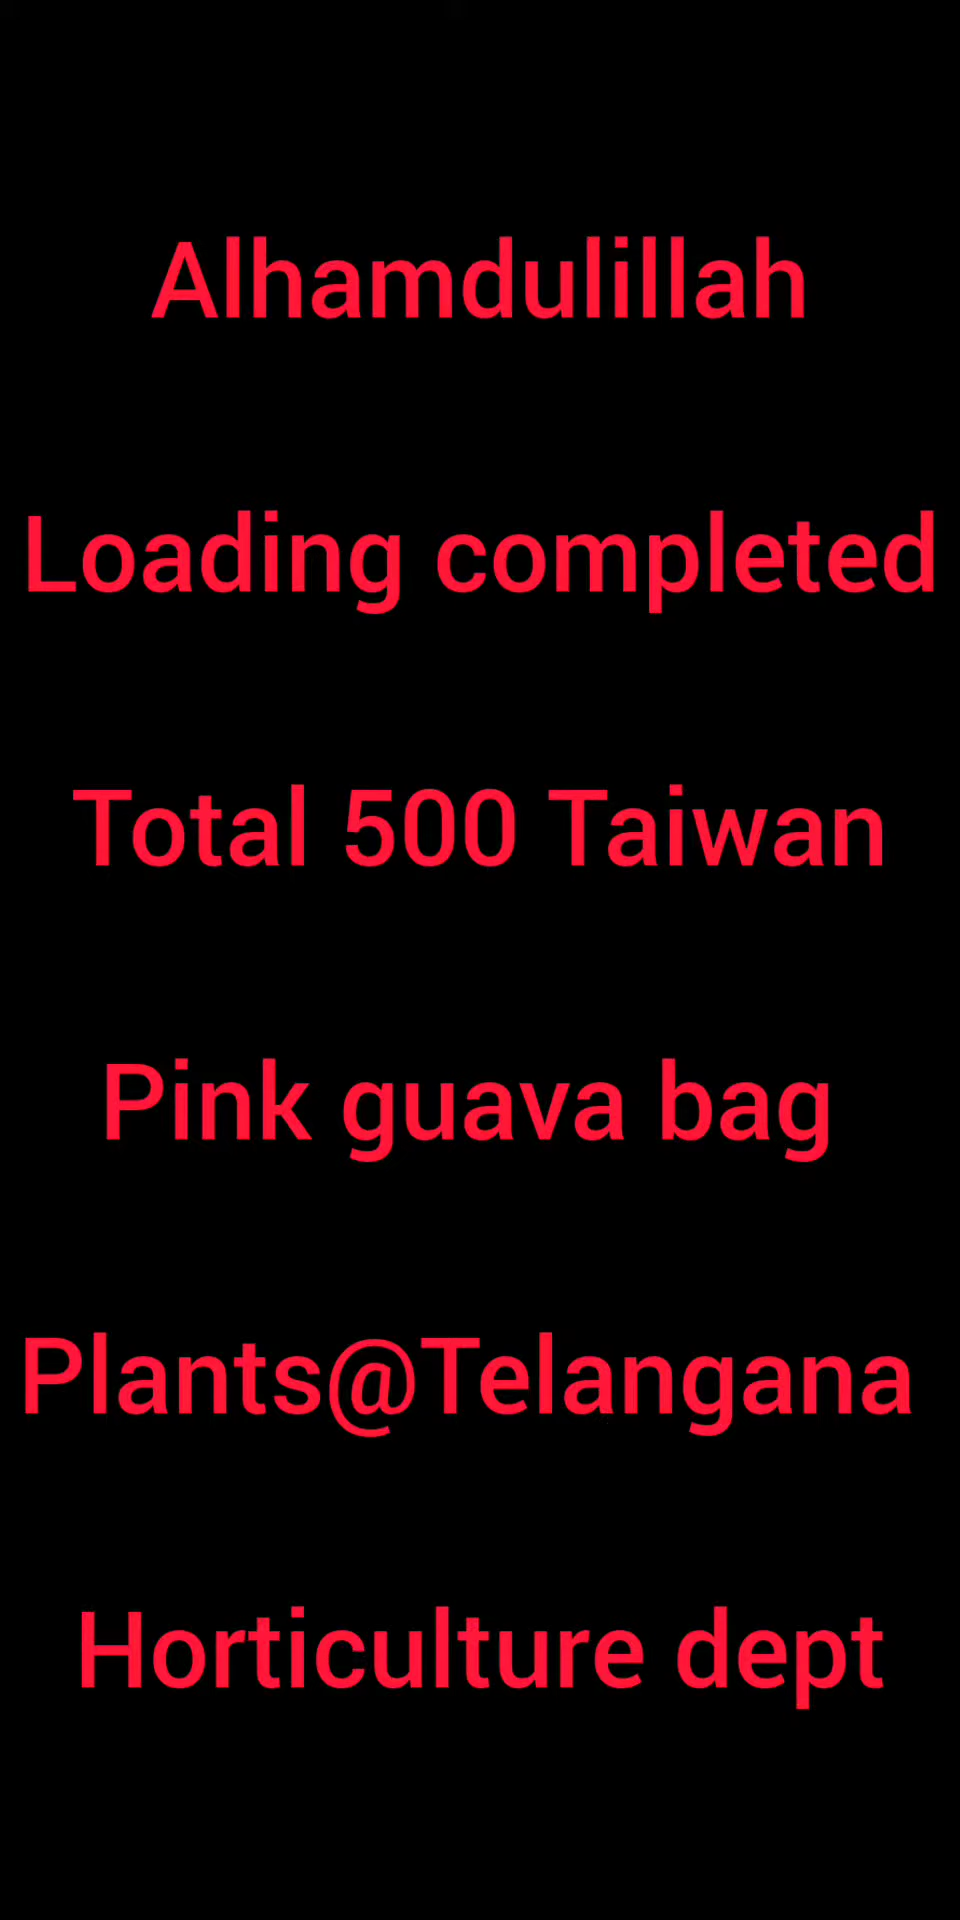 Alhamdulillah
Loading completed
Total 500 Taiwan
Pink guava bag
Plants@Telangana
Horticulture dept